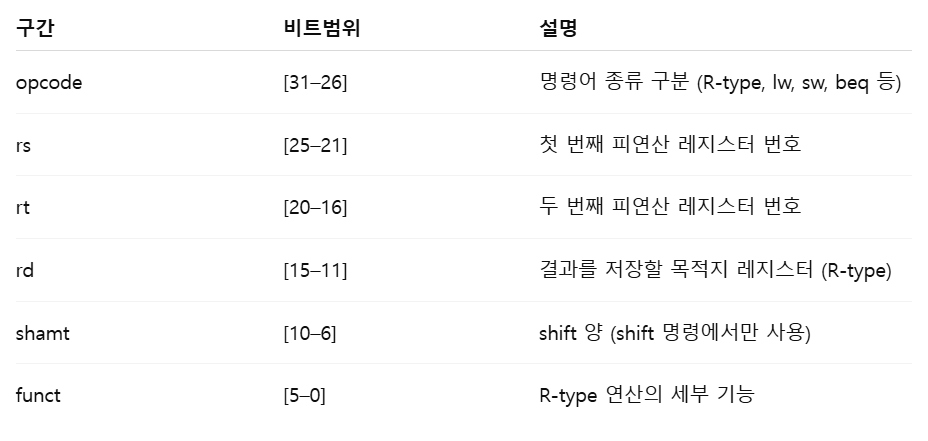 구간 비트범위 설명
opcode [31–26] 명령어 종류 구분 (R-type, lw, sw, beq 등)
rs [25–21] 첫 번째 피연산 레지스터 번호
rt [20–16] 두 번째 피연산 레지스터 번호
rd [15–11] 결과를 저장할 목적지 레지스터 (R-type)
shamt [10–6] shift 양 (shift 명령에서만 사용)
funct [5–0] R-type 연산의 세부 기능